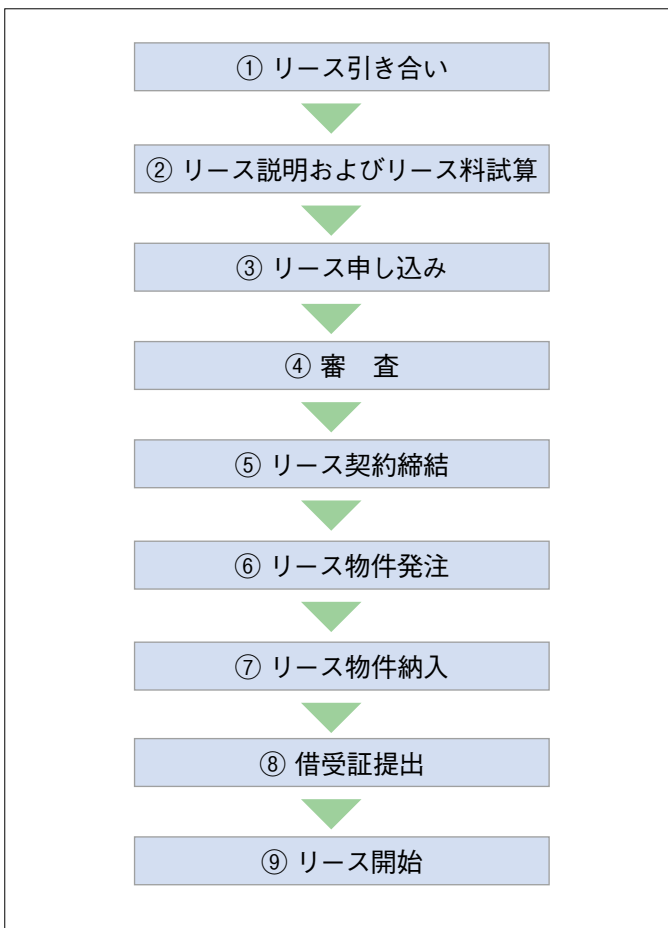 ① リース引き合い
② リース説明およびリース料試算
③ リース申し込み
④ 審　査
⑤ リース契約締結
⑥ リース物件発注
⑦ リース物件納入
⑧ 借受証提出
⑨ リース開始